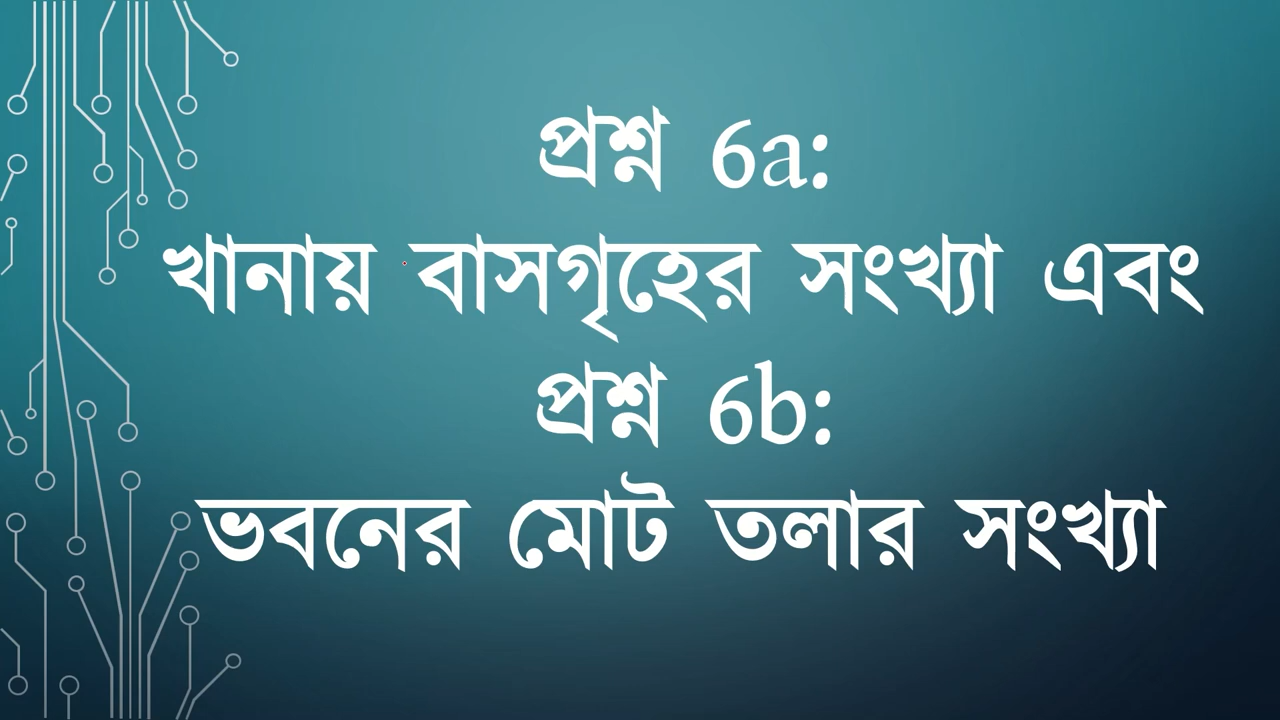 প্রশ্ন 6a:
খানায় বাসগৃহের সংখ্যা এবং
প্রশ্ন 6b:
ভবনের মোট তলার সংখ্যা